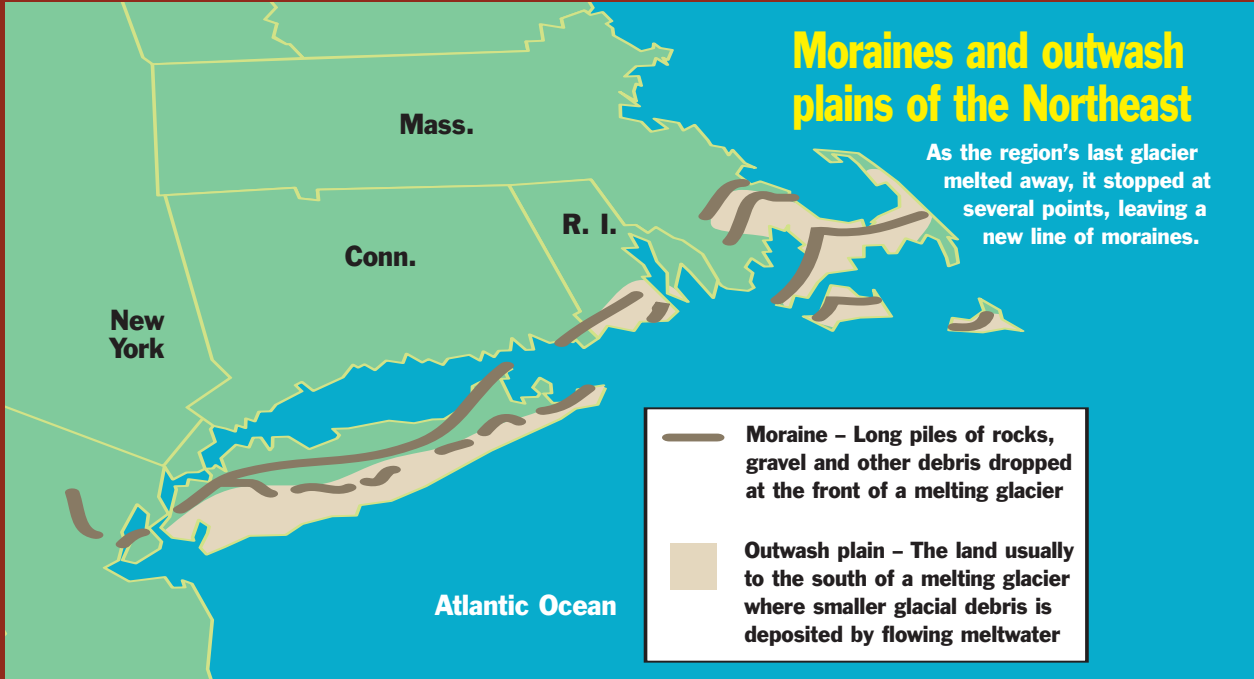 Moraines and outwash
plains of the Northeast
As the region's last glacier
melted away, it stopped at
several points, leaving a
new line of moraines.
Mass.
R. I.
Conn.
New
York
Atlantic Ocean
Moraine – Long piles of rocks,
gravel and other debris dropped
at the front of a melting glacier
Outwash plain – The land usually
to the south of a melting glacier
where smaller glacial debris is
deposited by flowing meltwater